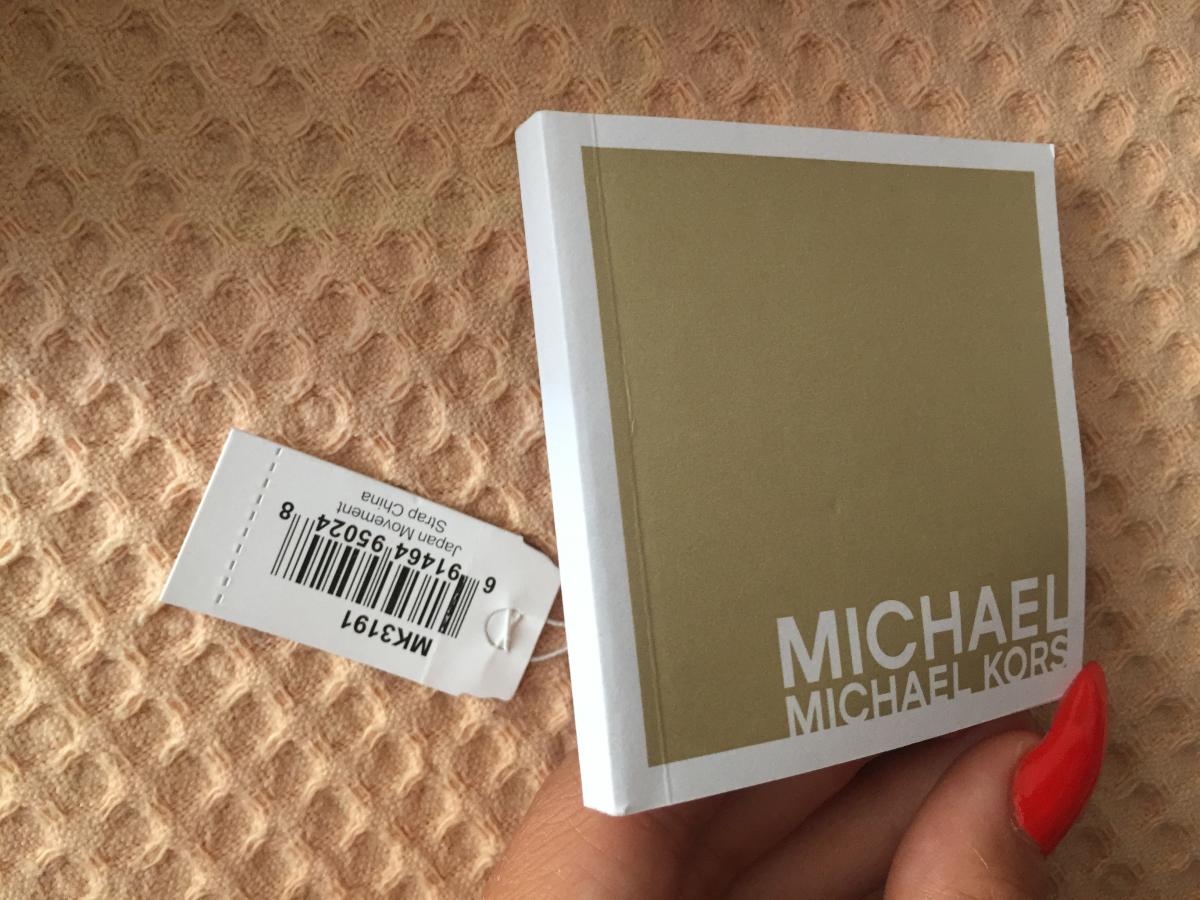 MK3191
6 91464 95024 8
Japan Movement
Strap China
MICHAEL
MICHAEL KORS